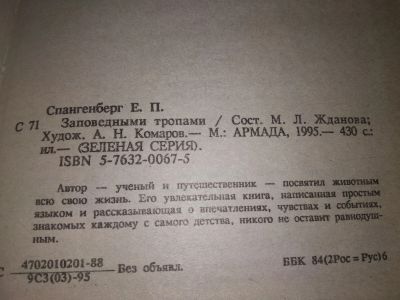 Спангенберг Е. П.
С 71 Заповедными тропами / Сост. М. Л. Жданова;
Худож. А. Н. Комаров.— М.: АРМАДА, 1995.— 430 с.:
ил.— (ЗЕЛЕНАЯ СЕРИЯ).
ISBN 5-7632-0067-5
Автор — ученый и путешественник — посвятил животным
всю свою жизнь. Его увлекательная книга, написанная простым
языком и рассказывающая о впечатлениях, чувствах и событиях,
знакомых каждому с самого детства, никого не оставит равнодуш-
ным.
С 4702010201-88 Без объявл. ББК 84(2Рос=Рус)6
9С3(03)-95